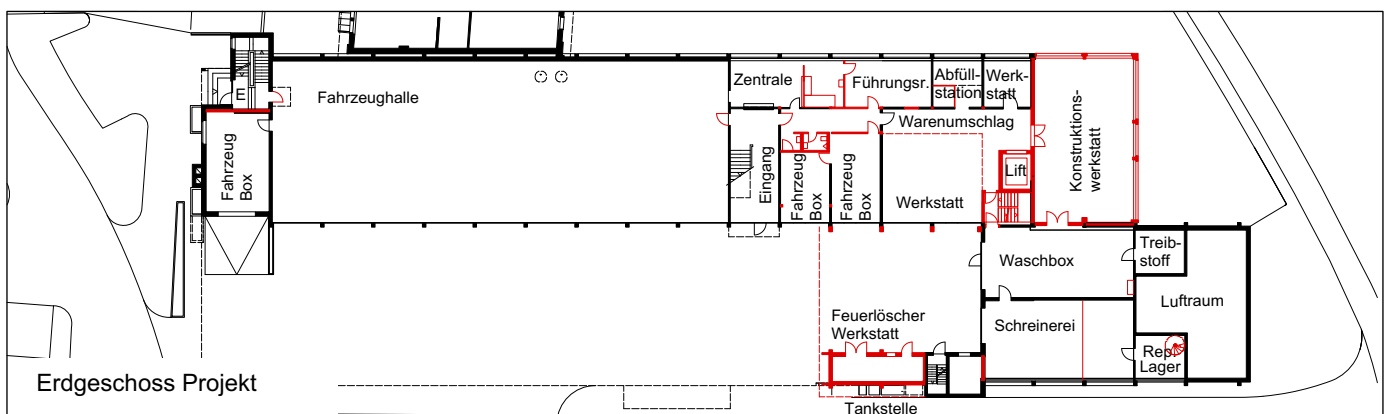 Zentrale
Führungsr.
Abfüll-
station
Werk-
statt
E
Fahrzeughalle
Warenumschlag
Konstruktions-
werkstatt
Fahrzeug
Box
Eingang
Fahrzeug
Box
Fahrzeug
Box
Lift
Werkstatt
Treib-
stoff
Waschbox
Luftraum
Feuerlöscher
Werkstatt
Schreinerei
Rep.
Lager
Erdgeschoss Projekt
Tankstelle